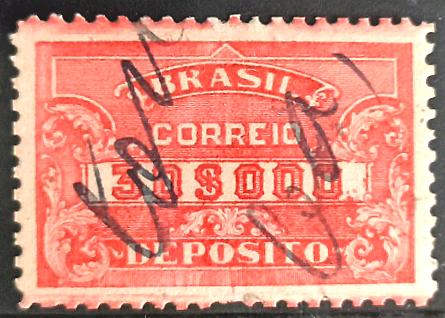 BRASIL
CORREIO
30$000
DEPOSITO